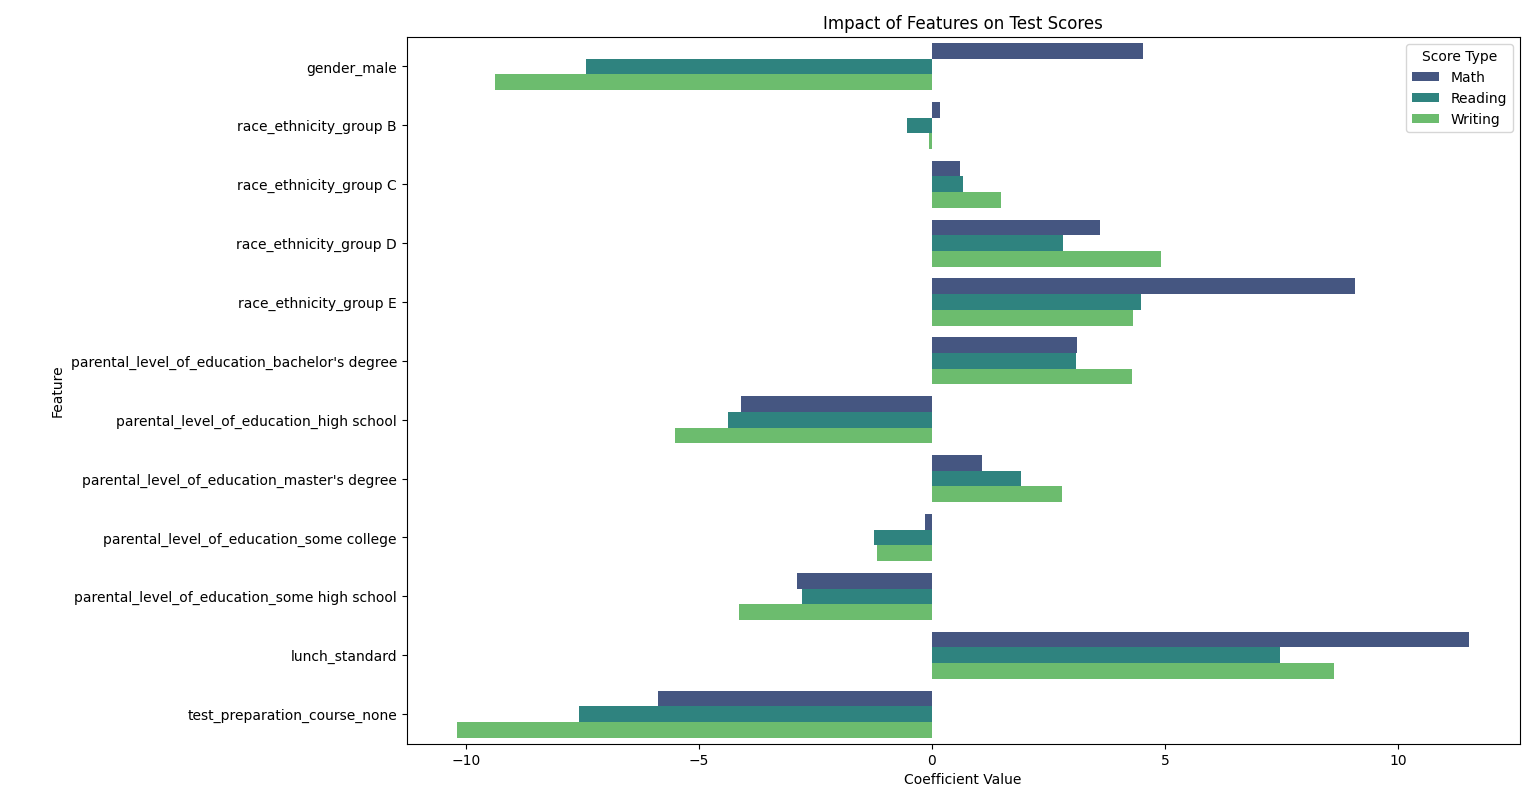 Impact of Features on Test Scores
Score Type
Math
Reading
Writing
Feature
gender_male
race_ethnicity_group B
race_ethnicity_group C
race_ethnicity_group D
race_ethnicity_group E
parental_level_of_education_bachelor's degree
parental_level_of_education_high school
parental_level_of_education_master's degree
parental_level_of_education_some college
parental_level_of_education_some high school
lunch_standard
test_preparation_course_none
−10 −5 0 5 10
Coefficient Value